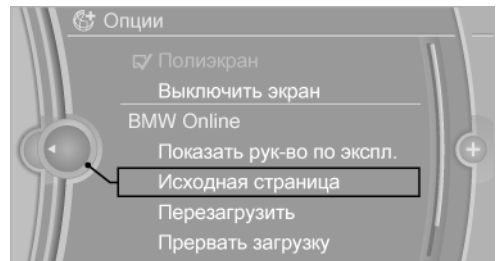 Опции
Полиэкран
Выключить экран
BMW Online
Показать рук-во по экспл.
Исходная страница
Перезагрузить
Прервать загрузку